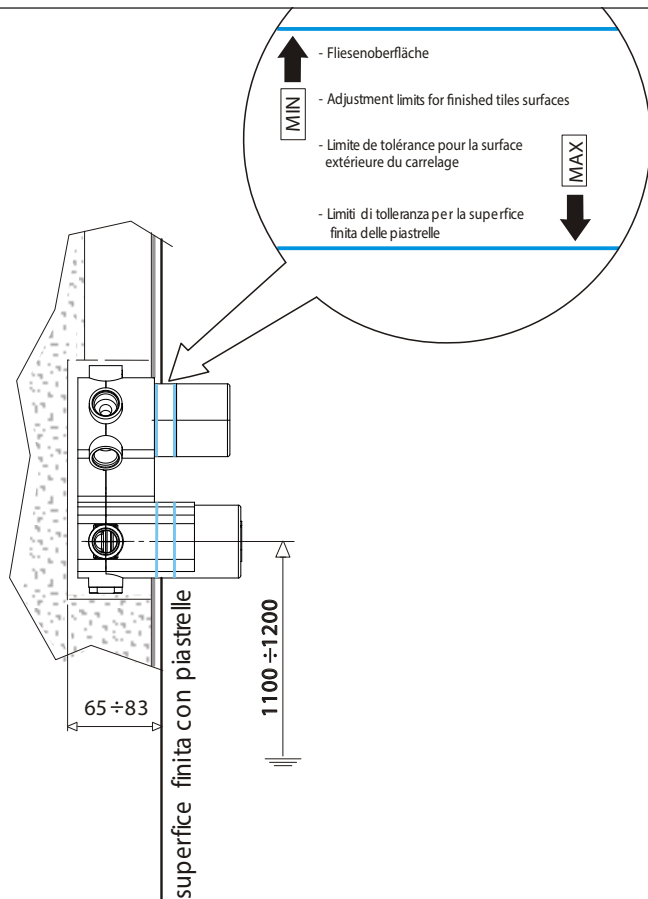 - Fliesenoberfläche
MIN
- Adjustment limits for finished tiles surfaces
- Limite de tolérance pour la surface
extérieure du carrelage
MAX
- Limiti di tolleranza per la superfice
finita delle piastrelle
65÷83
superfice finita con piastrelle
1100÷1200